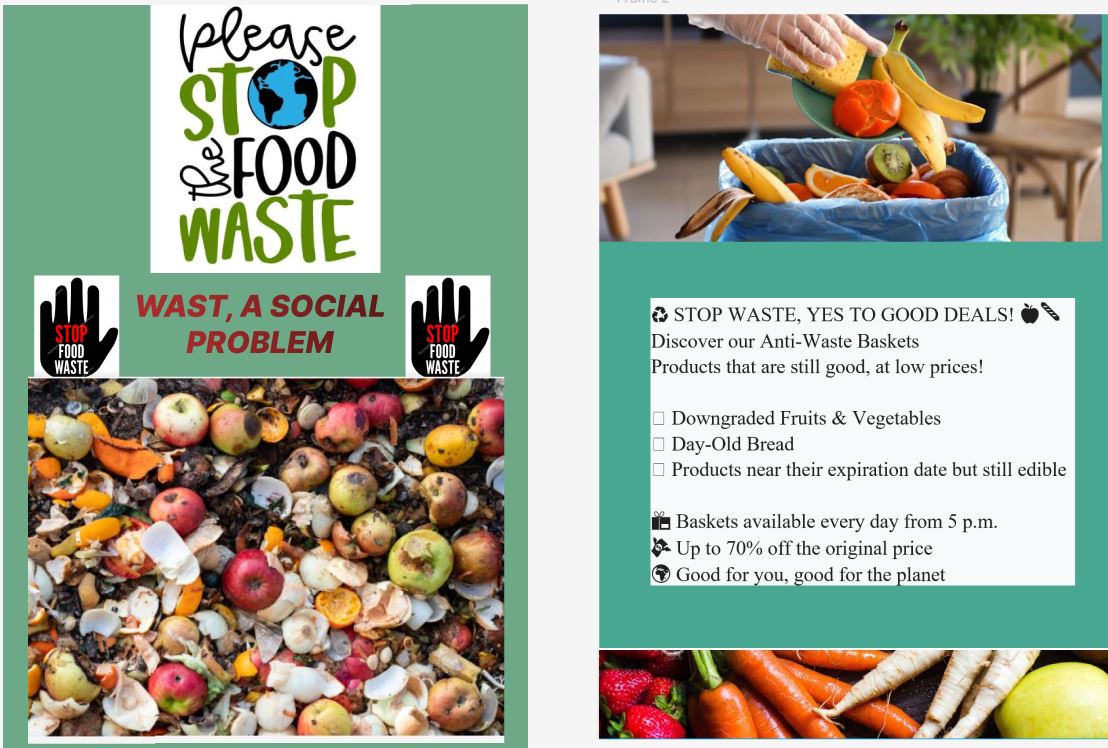 please
STOP
the FOOD
WASTE
STOP
FOOD
WASTE
WAST, A SOCIAL
PROBLEM
STOP
FOOD
WASTE
Frame 2
♻ STOP WASTE, YES TO GOOD DEALS! 🍎🥖
Discover our Anti-Waste Baskets
Products that are still good, at low prices!
□ Downgraded Fruits & Vegetables
□ Day-Old Bread
□ Products near their expiration date but still edible
🎁 Baskets available every day from 5 p.m.
💸 Up to 70% off the original price
🌍 Good for you, good for the planet